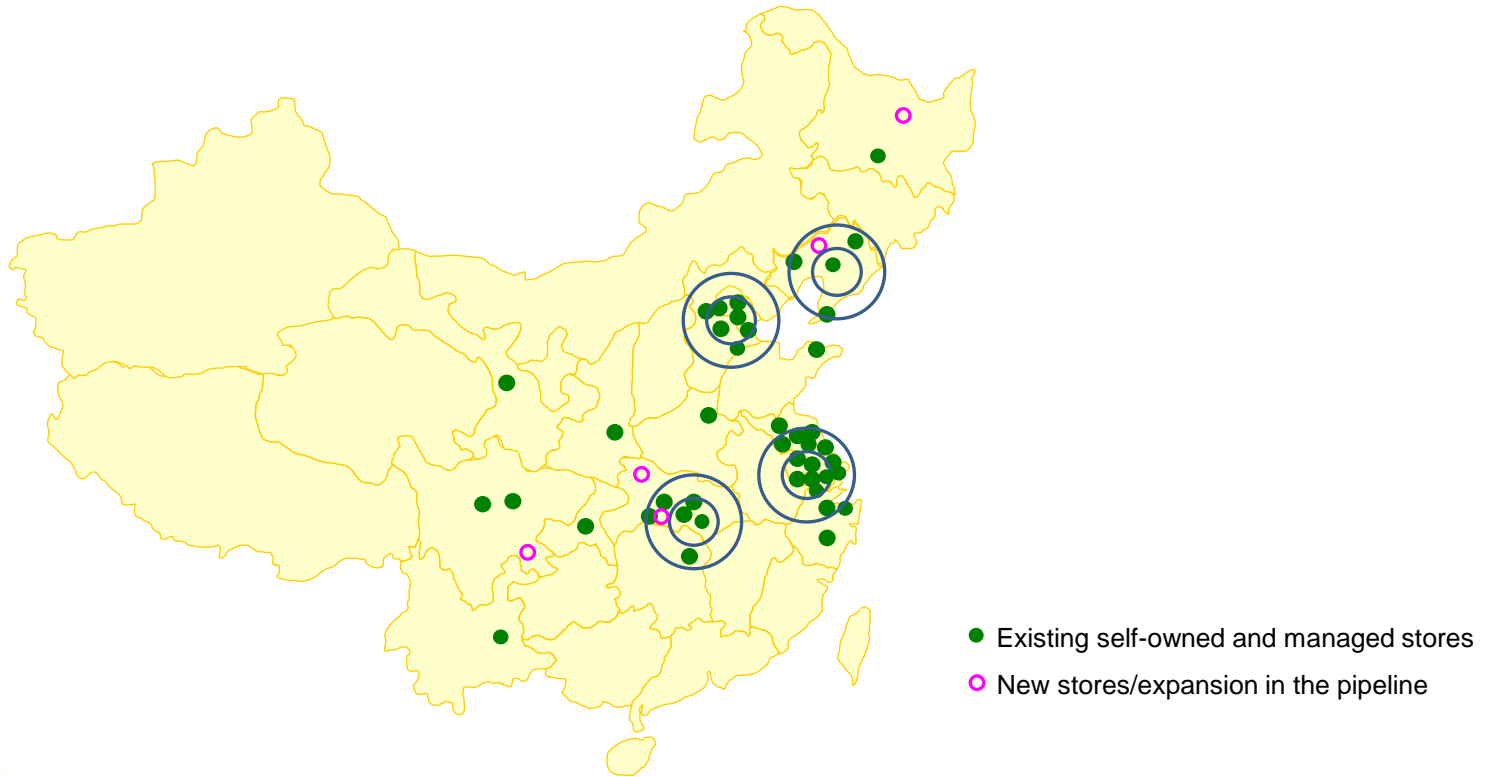 Existing self-owned and managed stores
New stores/expansion in the pipeline